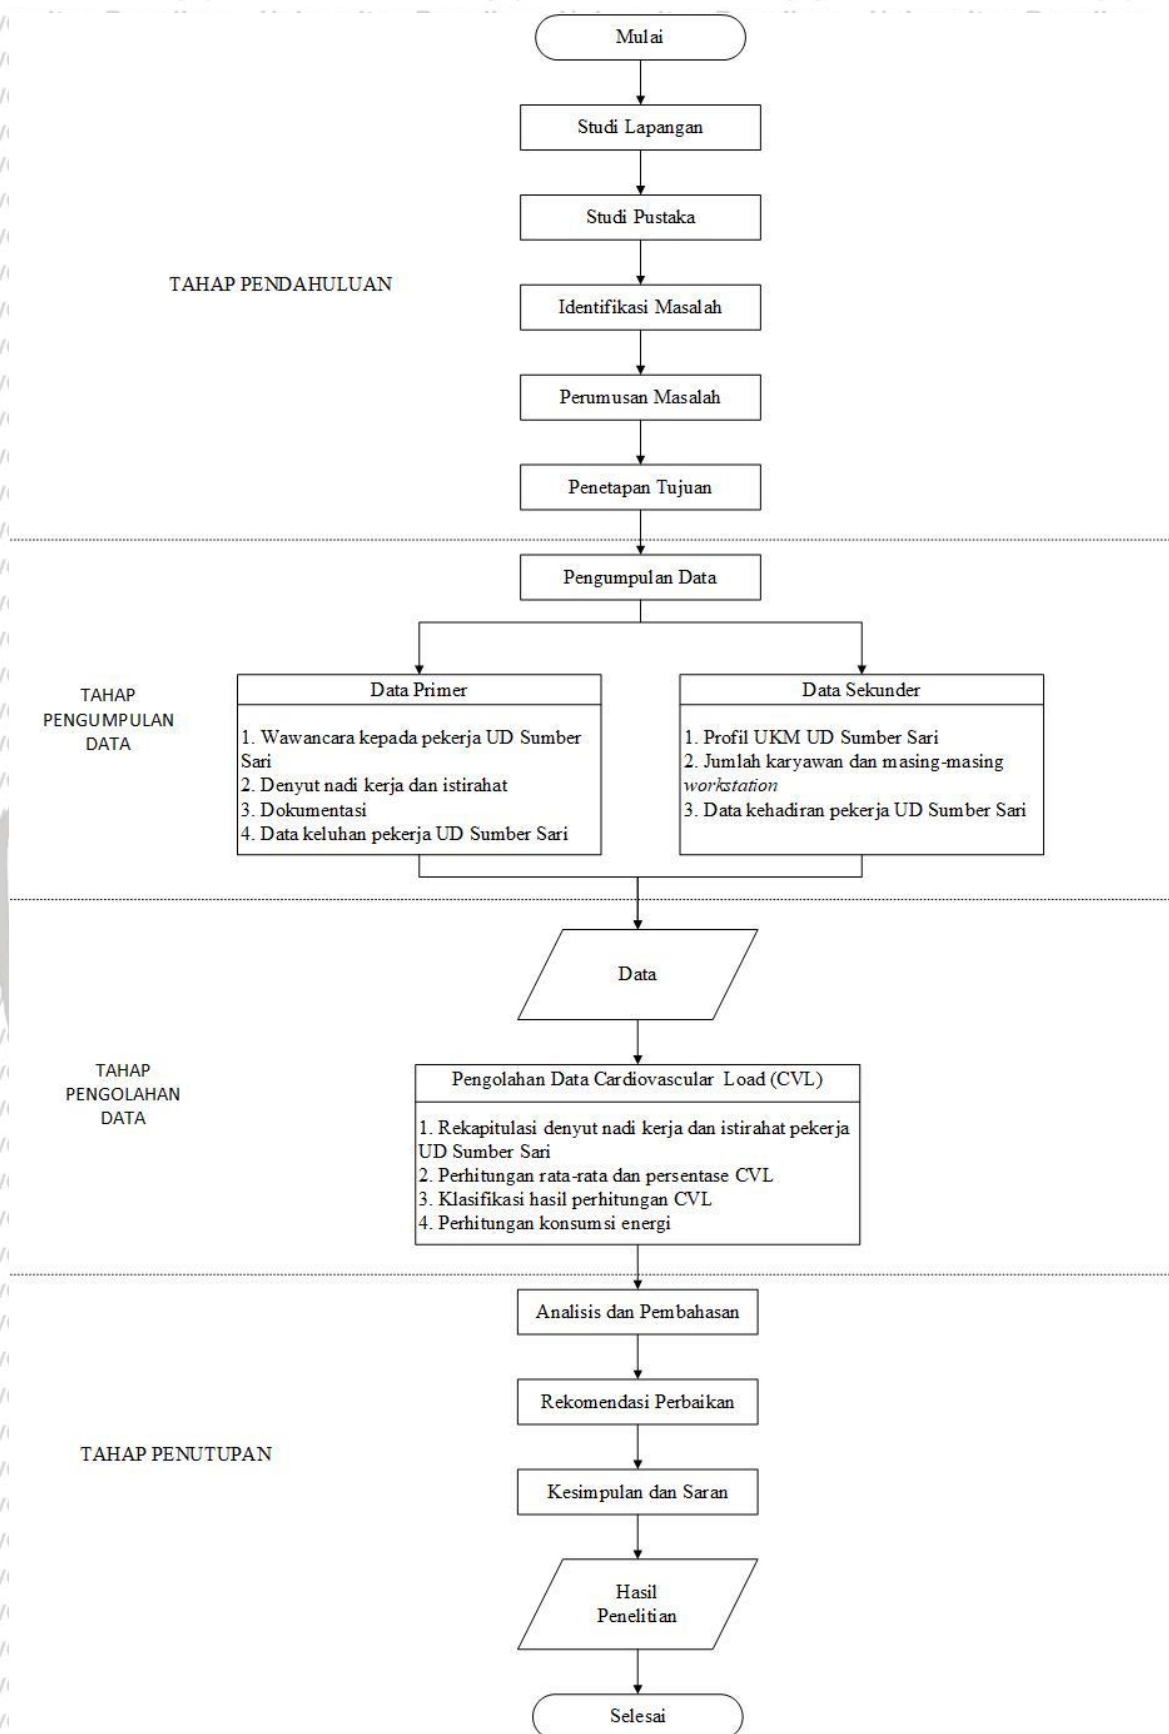 Mulai
Studi Lapangan
Studi Pustaka
TAHAP PENDAHULUAN
Identifikasi Masalah
Perumusan Masalah
Penetapan Tujuan
Pengumpulan Data
TAHAP
PENGUMPULAN
DATA
Data Primer
1. Wawancara kepada pekerja UD Sumber
Sari
2. Denyut nadi kerja dan istirahat
3. Dokumentasi
4. Data keluhan pekerja UD Sumber Sari
Data Sekunder
1. Profil UKM UD Sumber Sari
2. Jumlah karyawan dan masing-masing
workstation
3. Data kehadiran pekerja UD Sumber Sari
Data
TAHAP
PENGOLAHAN
DATA
Pengolahan Data Cardiovascular Load (CVL)
1. Rekapitulasi denyut nadi kerja dan istirahat pekerja
UD Sumber Sari
2. Perhitungan rata-rata dan persentase CVL
3. Klasifikasi hasil perhitungan CVL
4. Perhitungan konsumsi energi
Analisis dan Pembahasan
Rekomendasi Perbaikan
TAHAP PENUTUPAN
Kesimpulan dan Saran
Hasil
Penelitian
Selesai